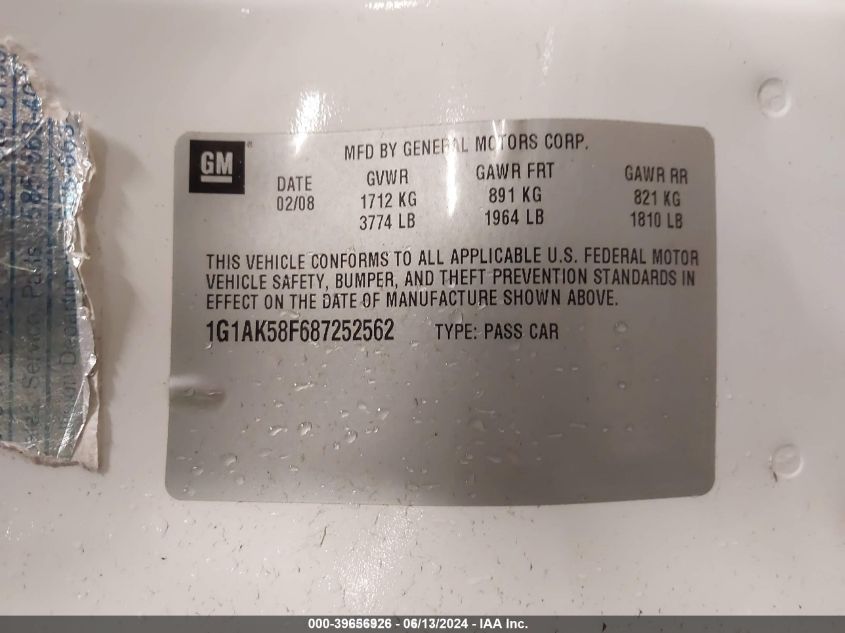 GM
MFD BY GENERAL MOTORS CORP.
DATE GVWR GAWR FRT GAWR RR
02/08 1712 KG 891 KG 821 KG
3774 LB 1964 LB 1810 LB
THIS VEHICLE CONFORMS TO ALL APPLICABLE U.S. FEDERAL MOTOR
VEHICLE SAFETY, BUMPER, AND THEFT PREVENTION STANDARDS IN
EFFECT ON THE DATE OF MANUFACTURE SHOWN ABOVE.
1G1AK58F687252562 TYPE: PASS CAR
Service Parts
000-39656926 - 06/13/2024 - IAA Inc.